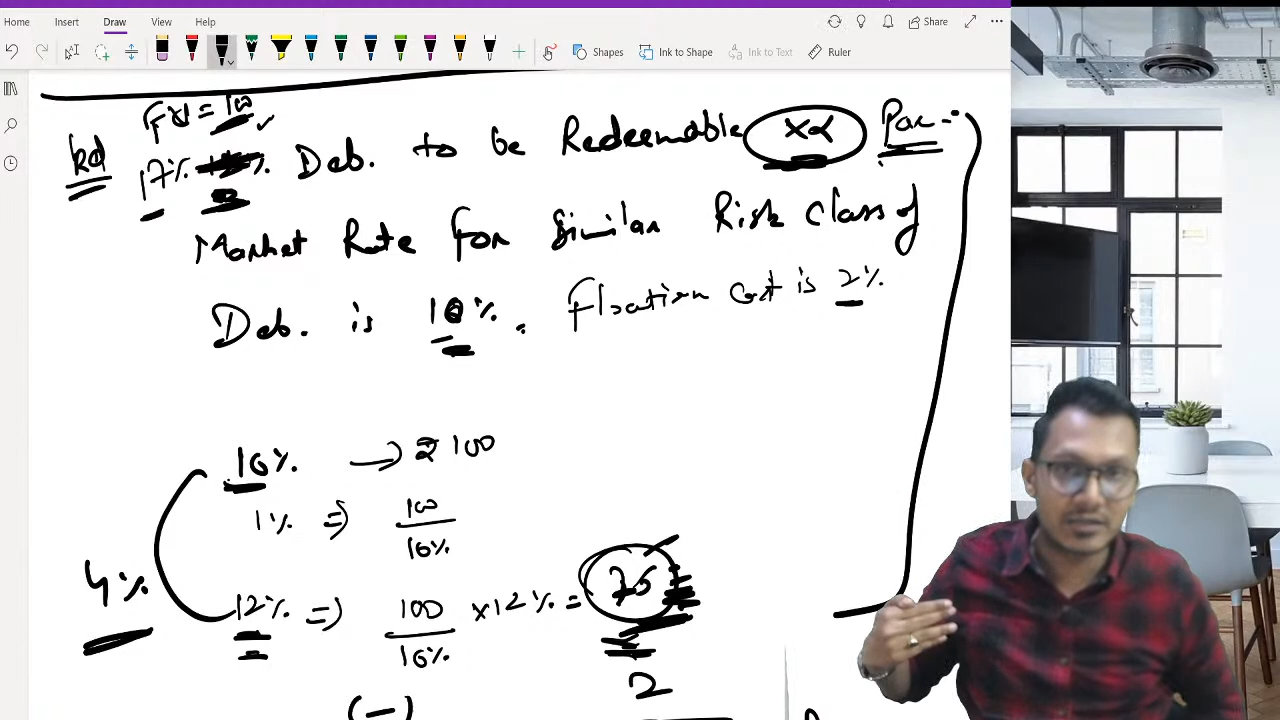 Home Insert Draw View Help Share
Shapes Ink to Shape Ink to Text Ruler
FV = 100
kd 17% % Deb. to be Redeemable Par
Market Rate For Similar Risk Class of
Deb. is 16%. Floation Cost is 2%
16% → ₹ 100
1% ⇒ 100
16%
4%
12% ⇒ 100 × 12% = 75
16%
2
(-)